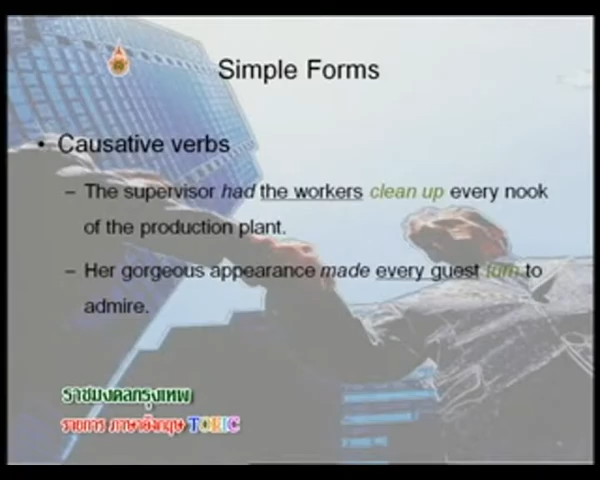 Simple Forms
• Causative verbs
– The supervisor had the workers clean up every nook
of the production plant.
– Her gorgeous appearance made every guest turn to
admire.
ราชมงคลกรุงเทพ
รายการ ภาษาอังกฤษ TOEIC